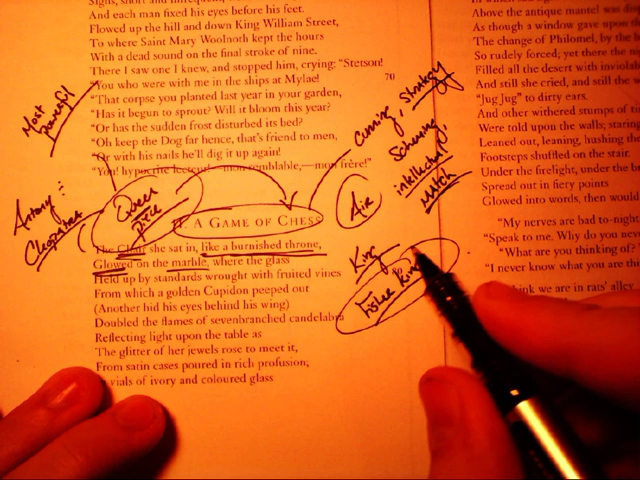 Signs, short and infrequent, were exhaled,
And each man fixed his eyes before his feet.
Flowed up the hill and down King William Street,
To where Saint Mary Woolnoth kept the hours
With a dead sound on the final stroke of nine.
There I saw one I knew, and stopped him, crying: "Stetson!
"You who were with me in the ships at Mylae!
70
"That corpse you planted last year in your garden,
"Has it begun to sprout? Will it bloom this year?
"Or has the sudden frost disturbed its bed?
"Oh keep the Dog far hence, that's friend to men,
"Or with his nails he'll dig it up again!
"You! hypocrite lecteur!—mon semblable,—mon frère!"
II. A GAME OF CHESS
The Chair she sat in, like a burnished throne,
Glowed on the marble, where the glass
Held up by standards wrought with fruited vines
From which a golden Cupidon peeped out
80
(Another hid his eyes behind his wing)
Doubled the flames of sevenbranched candelabra
Reflecting light upon the table as
The glitter of her jewels rose to meet it,
From satin cases poured in rich profusion;
vials of ivory and coloured glass
Most
powerful
Antony &
Cleopatra
Queen
piece
cunning, strategy
Scheming,
intellectual
Match
Air
King
Fisher King
Above the antique mantel was
As though a window gave upon
The change of Philomel, by the
So rudely forced; yet there the
Filled all the desert with inviolab
And still she cried, and still the w
"Jug Jug" to dirty ears.
And other withered stumps of t
Were told upon the walls; staring
Leaned out, leaning, hushing the
Footsteps shuffled on the stair.
Under the firelight, under the b
Spread out in fiery points
Glowed into words, then would
"My nerves are bad to-night
"Speak to me. Why do you neve
"What are you thinking of?
"I never know what you are thi
think we are in rats' alley